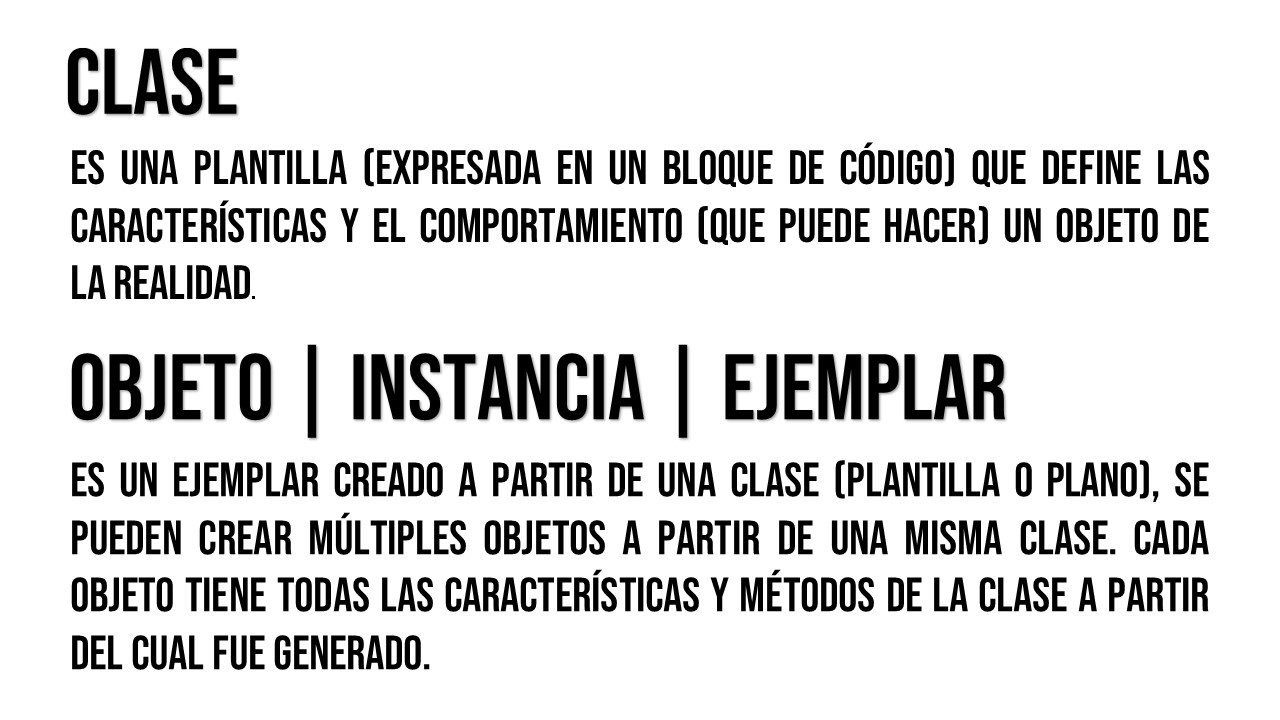 CLASE
ES UNA PLANTILLA (EXPRESADA EN UN BLOQUE DE CÓDIGO) QUE DEFINE LAS
CARACTERÍSTICAS Y EL COMPORTAMIENTO (QUE PUEDE HACER) UN OBJETO DE
LA REALIDAD.
OBJETO | INSTANCIA | EJEMPLAR
ES UN EJEMPLAR CREADO A PARTIR DE UNA CLASE (PLANTILLA O PLANO), SE
PUEDEN CREAR MÚLTIPLES OBJETOS A PARTIR DE UNA MISMA CLASE. CADA
OBJETO TIENE TODAS LAS CARACTERÍSTICAS Y MÉTODOS DE LA CLASE A PARTIR
DEL CUAL FUE GENERADO.